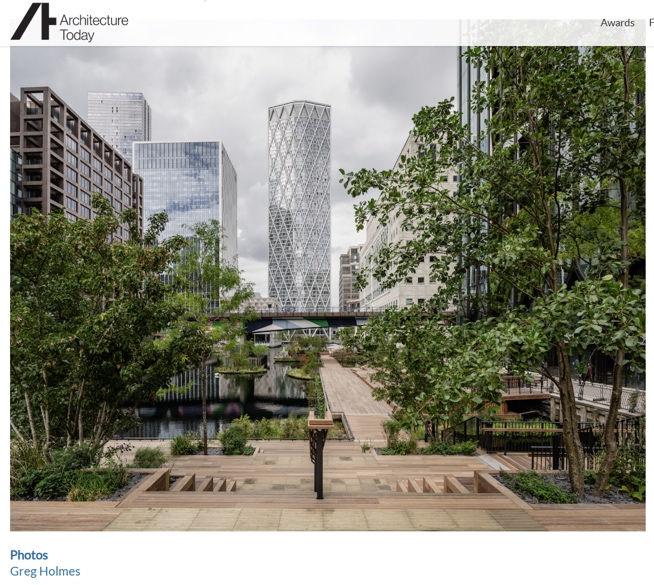 Architecture
Today
Awards
F
Photos
Greg Holmes